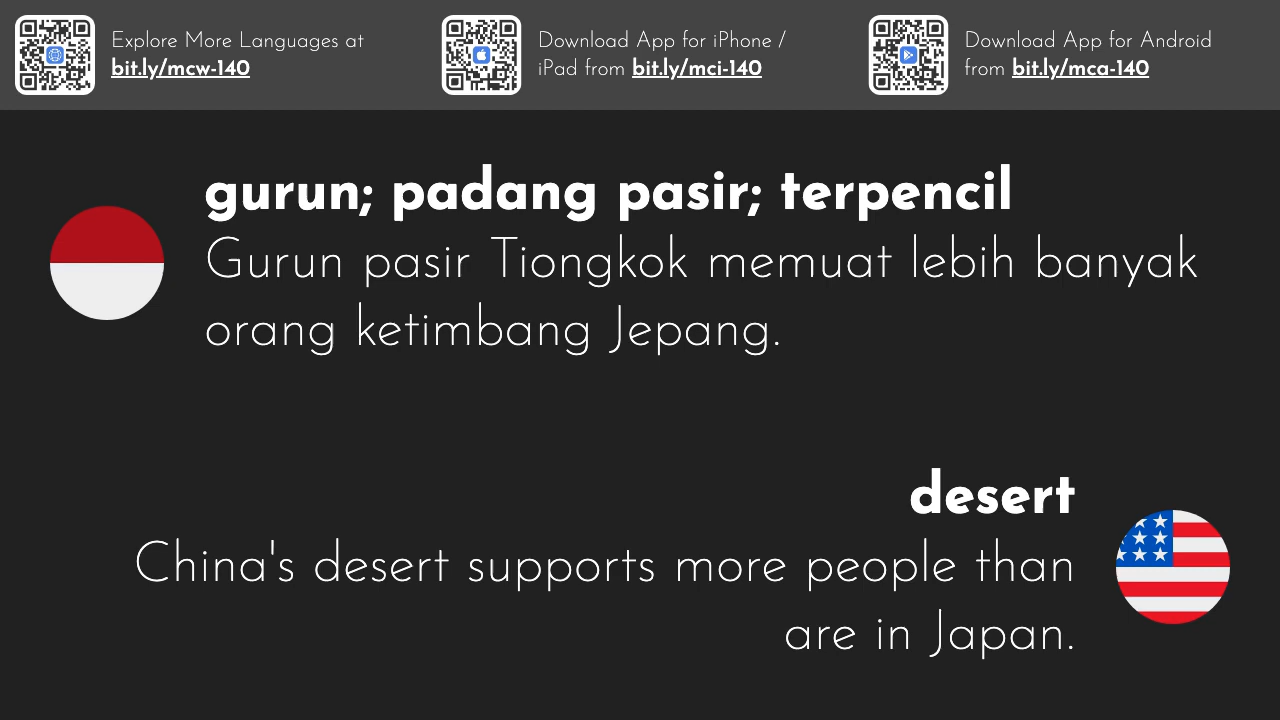 Explore More Languages at
bit.ly/mcw-140
Download App for iPhone /
iPad from bit.ly/mci-140
Download App for Android
from bit.ly/mca-140
gurun; padang pasir; terpencil
Gurun pasir Tiongkok memuat lebih banyak
orang ketimbang Jepang.
desert
China's desert supports more people than
are in Japan.